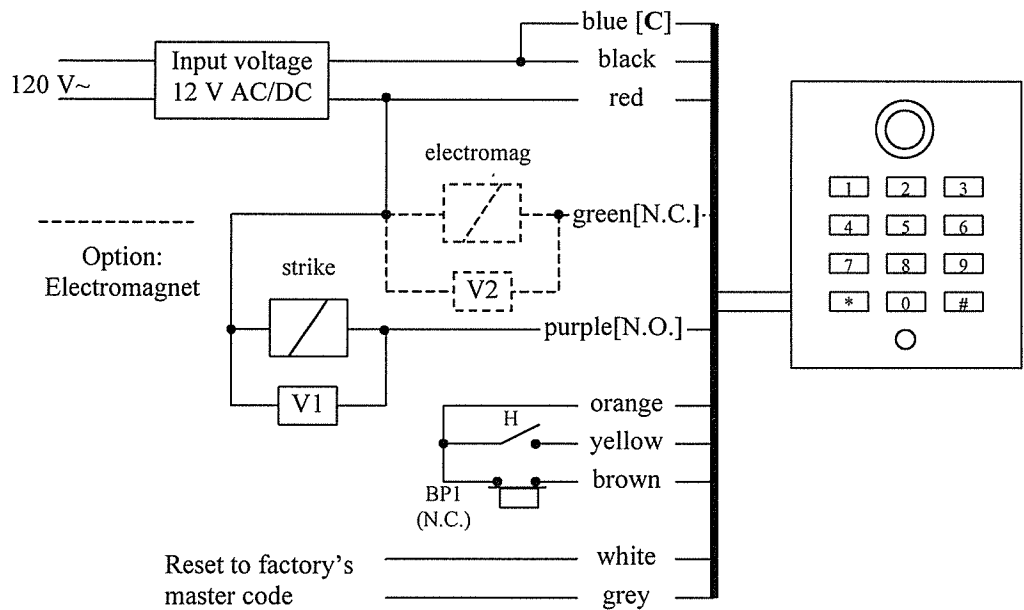 blue [C]
Input voltage
12 V AC/DC
120 V~
black
red
electromag
green[N.C.]
Option:
Electromagnet
strike
V2
purple[N.O.]
V1
1 2 3
4 5 6
7 8 9
* 0 #
orange
H
yellow
brown
BP1
(N.C.)
Reset to factory's
master code
white
grey